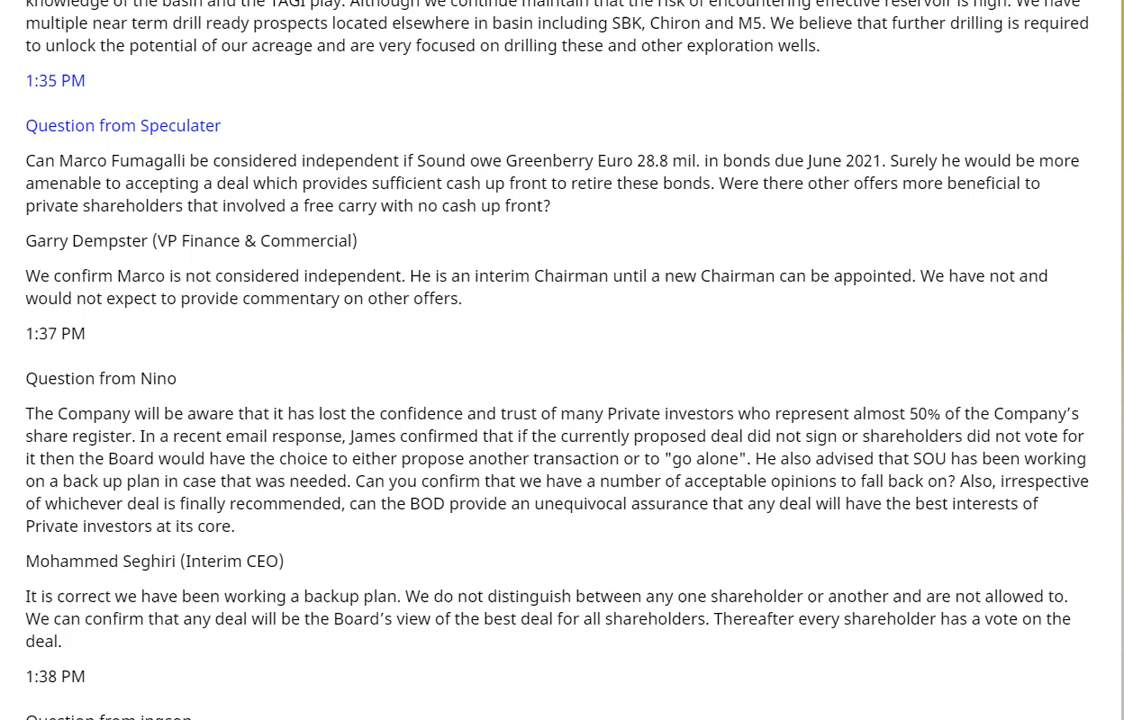 knowledge of the basin and the TAGI play. Although we continue maintain that the risk of encountering effective reservoir is high. We have
multiple near term drill ready prospects located elsewhere in basin including SBK, Chiron and M5. We believe that further drilling is required
to unlock the potential of our acreage and are very focused on drilling these and other exploration wells.
1:35 PM
Question from Speculater
Can Marco Fumagalli be considered independent if Sound owe Greenberry Euro 28.8 mil. in bonds due June 2021. Surely he would be more
amenable to accepting a deal which provides sufficient cash up front to retire these bonds. Were there other offers more beneficial to
private shareholders that involved a free carry with no cash up front?
Garry Dempster (VP Finance & Commercial)
We confirm Marco is not considered independent. He is an interim Chairman until a new Chairman can be appointed. We have not and
would not expect to provide commentary on other offers.
1:37 PM
Question from Nino
The Company will be aware that it has lost the confidence and trust of many Private investors who represent almost 50% of the Company’s
share register. In a recent email response, James confirmed that if the currently proposed deal did not sign or shareholders did not vote for
it then the Board would have the choice to either propose another transaction or to "go alone". He also advised that SOU has been working
on a back up plan in case that was needed. Can you confirm that we have a number of acceptable opinions to fall back on? Also, irrespective
of whichever deal is finally recommended, can the BOD provide an unequivocal assurance that any deal will have the best interests of
Private investors at its core.
Mohammed Seghiri (Interim CEO)
It is correct we have been working a backup plan. We do not distinguish between any one shareholder or another and are not allowed to.
We can confirm that any deal will be the Board’s view of the best deal for all shareholders. Thereafter every shareholder has a vote on the
deal.
1:38 PM
Question from